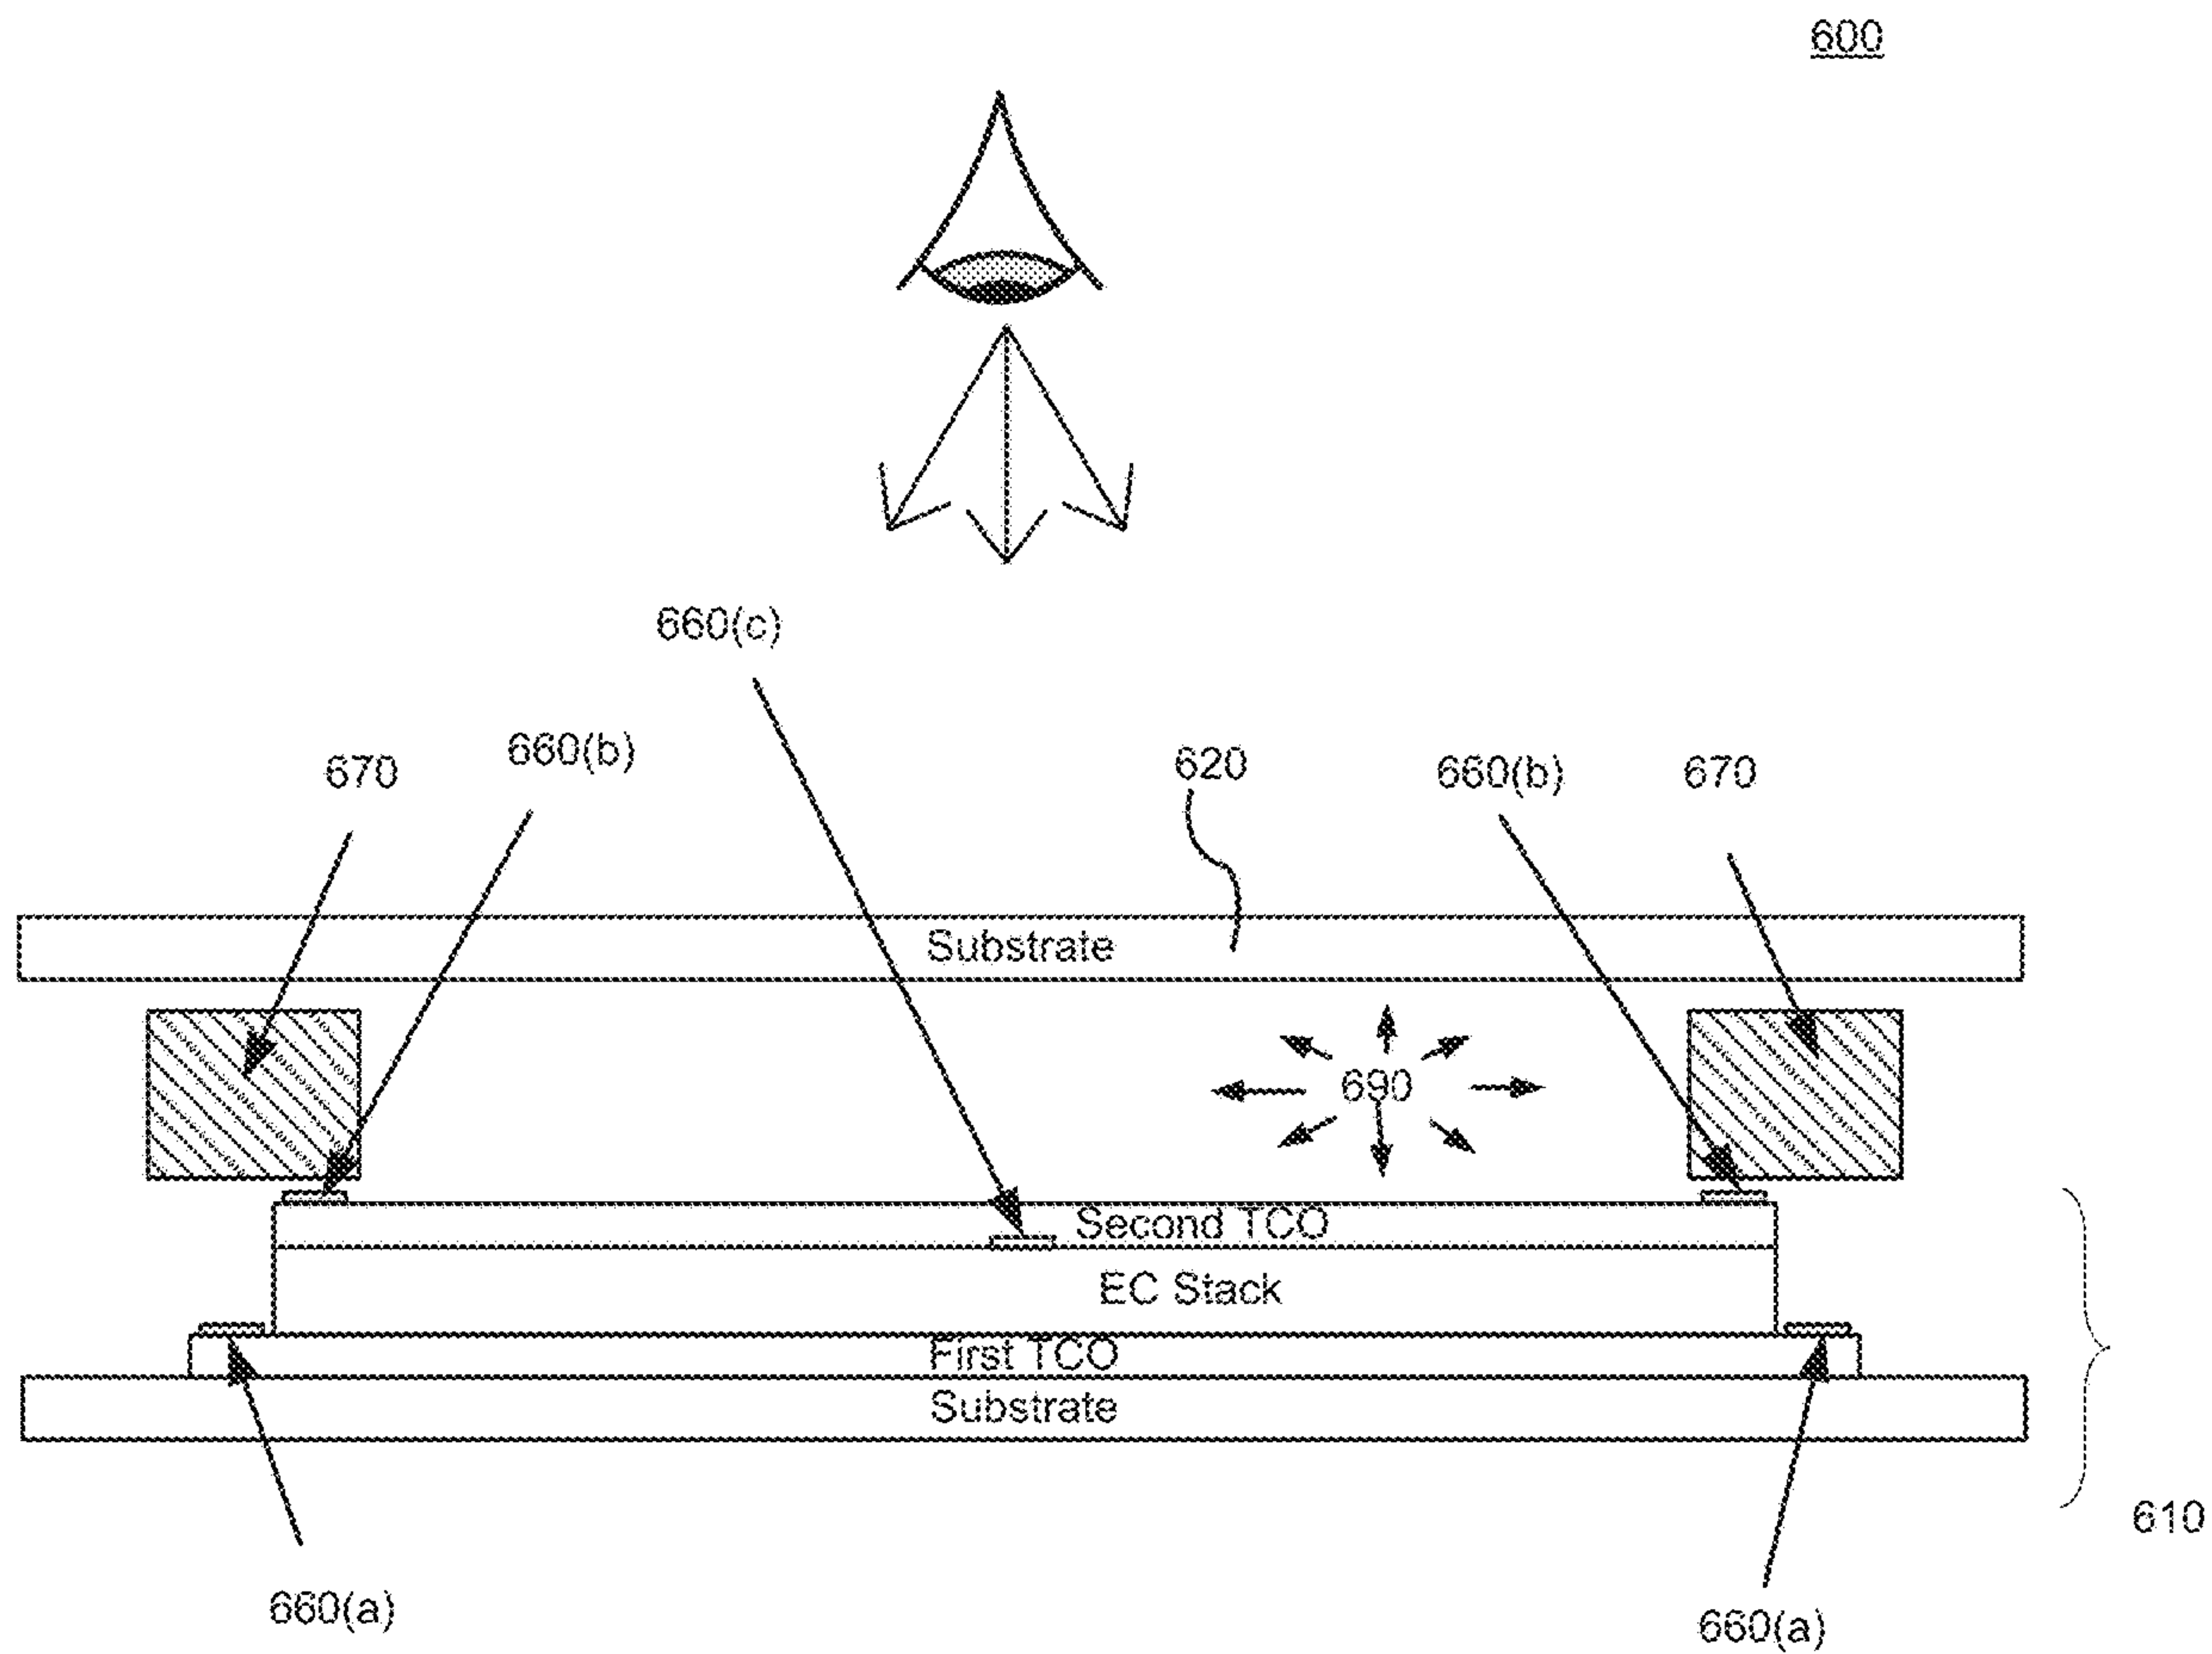 600
660(c)
670
660(b)
620
660(b)
670
Substrate
690
Second TCO
EC Stack
First TCO
Substrate
610
660(a)
660(a)